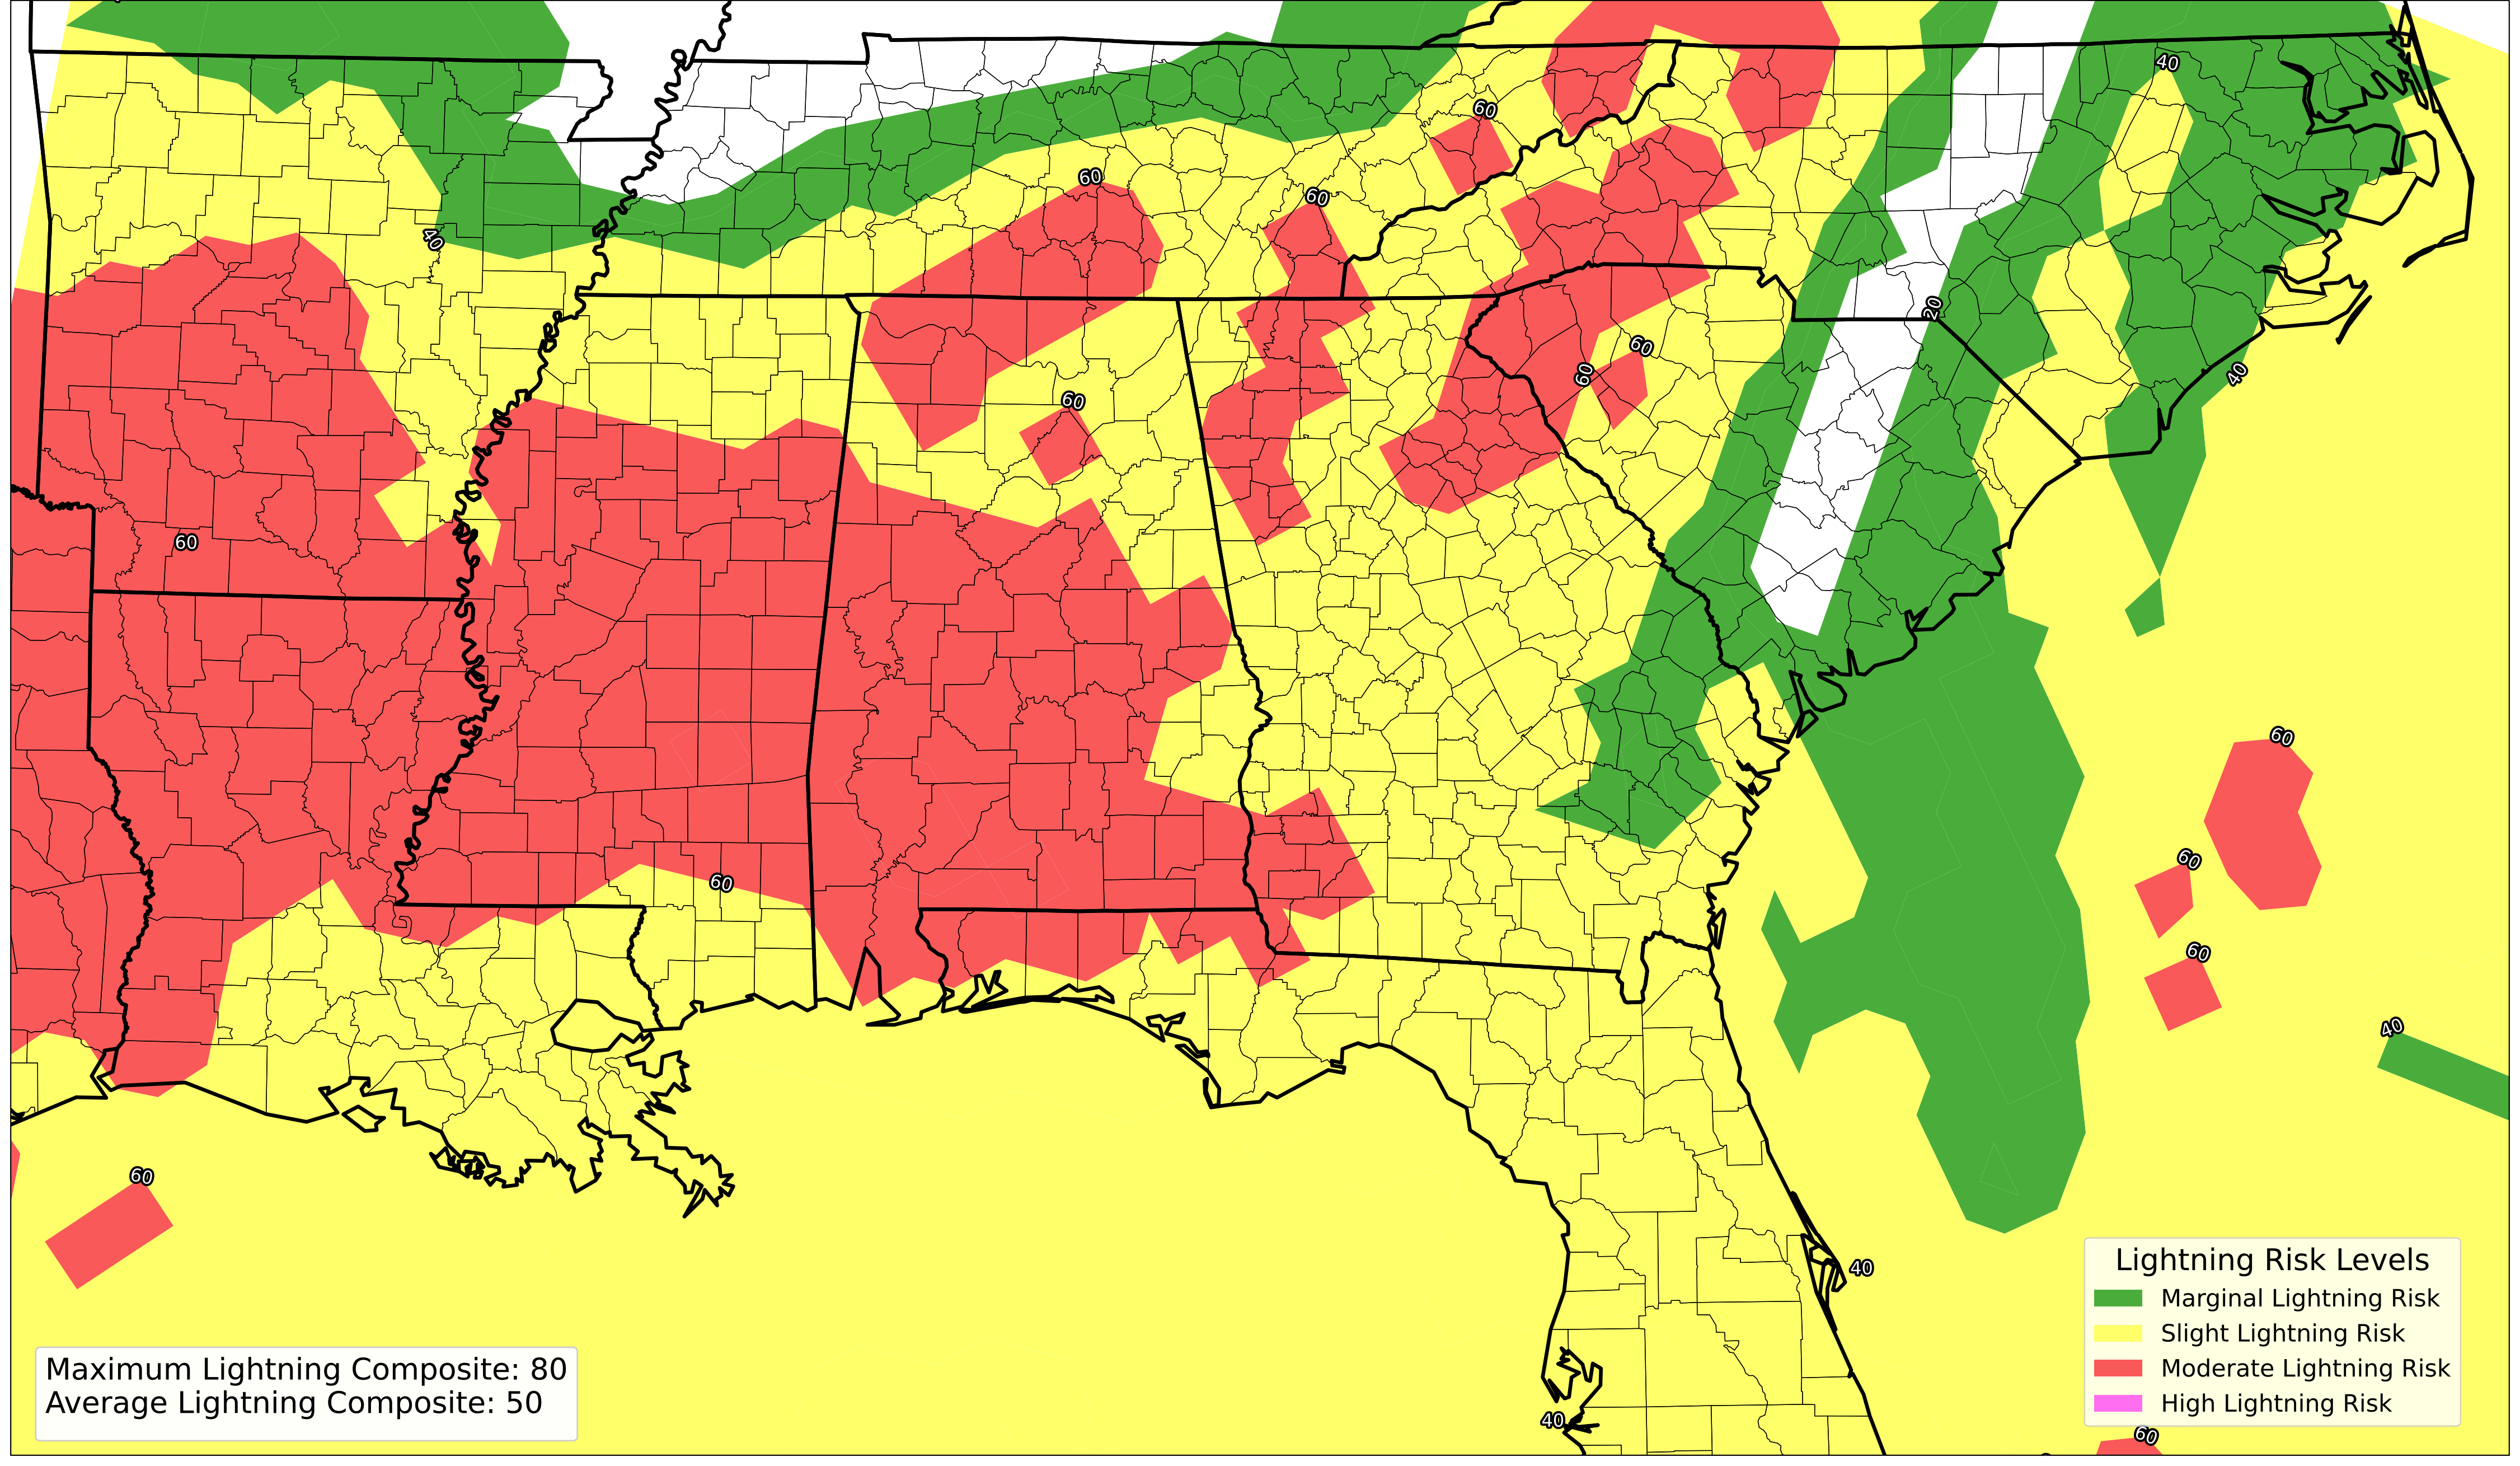 40
60
60
60
40
20
60
60
40
60
60
60
60
60
60
40
60
40
40
60
Lightning Risk Levels
Marginal Lightning Risk
Slight Lightning Risk
Moderate Lightning Risk
High Lightning Risk
Maximum Lightning Composite: 80
Average Lightning Composite: 50